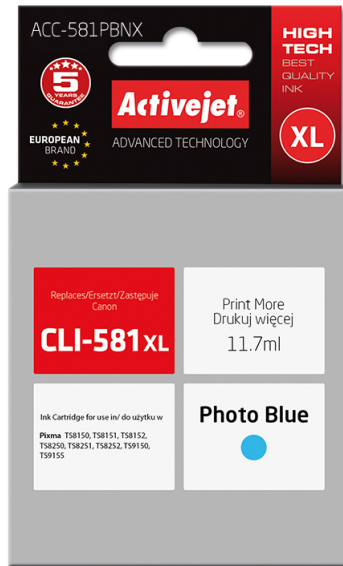 ACC-581PBNX
HIGH
TECH
BEST
QUALITY
INK
5
YEARS
GUARANTEE
Activejet®
EUROPEAN
BRAND
ADVANCED TECHNOLOGY
XL
Replaces/Ersetzt/Zastępuje
Canon
CLI-581 XL
Print More
Drukuj więcej
11.7ml
Ink Cartridge for use in/ do użytku w
Pixma TS8150, TS8151, TS8152,
TS8250, TS8251, TS8252, TS9150,
TS9155
Photo Blue